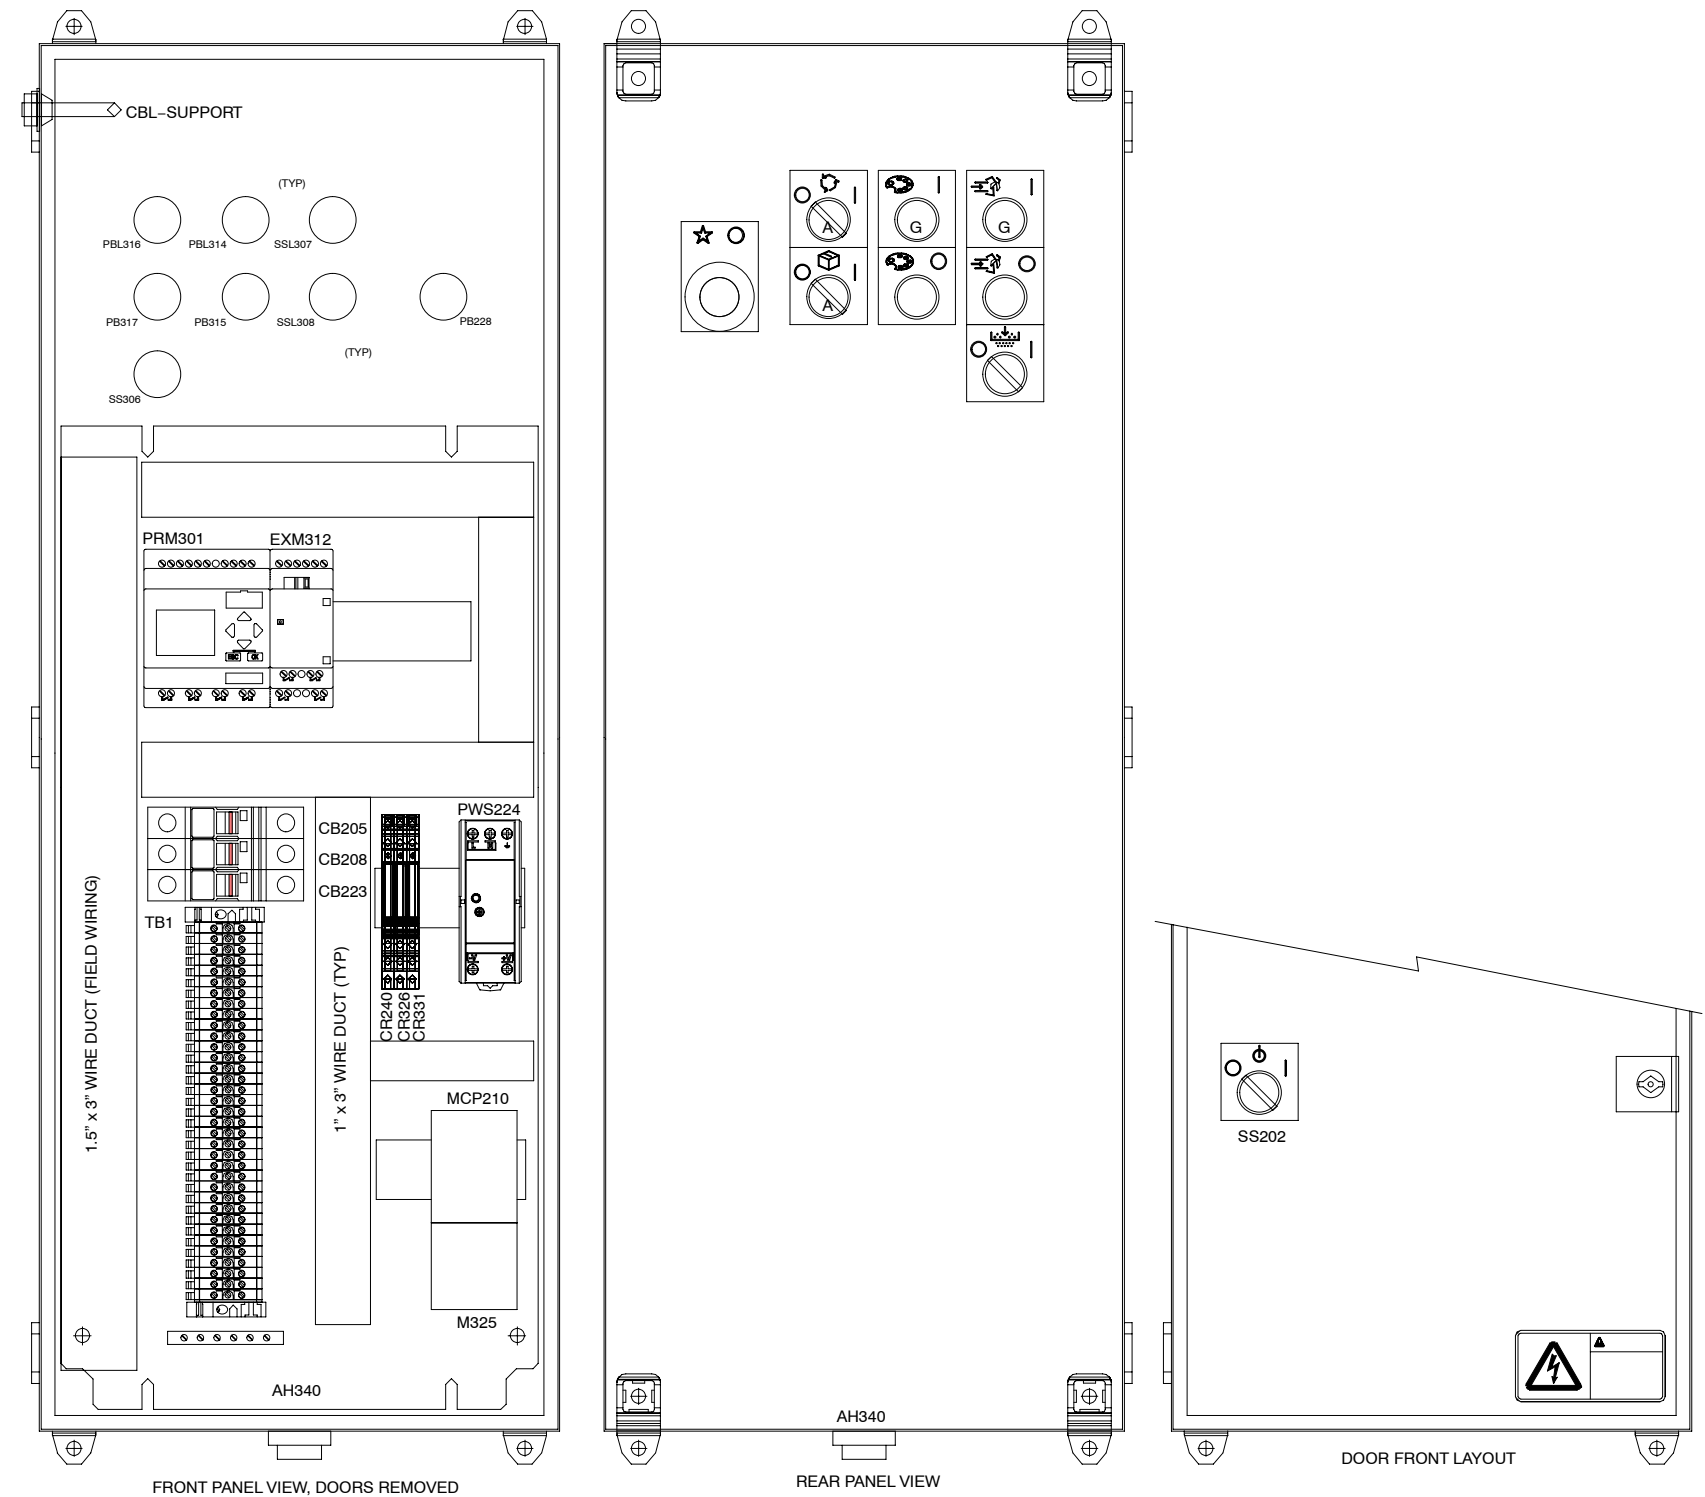 CBL–SUPPORT
(TYP)
PBL316
PBL314
SSL307
PB317
PB315
SSL308
PB228
(TYP)
SS306
PRM301
EXM312
ESC
OK
CB205
CB208
CB223
PWS224
TB1
1.5” x 3” WIRE DUCT (FIELD WIRING)
1” x 3” WIRE DUCT (TYP)
CR240
CR326
CR331
MCP210
M325
AH340
FRONT PANEL VIEW, DOORS REMOVED
A
G
G
A
AH340
REAR PANEL VIEW
SS202
DOOR FRONT LAYOUT